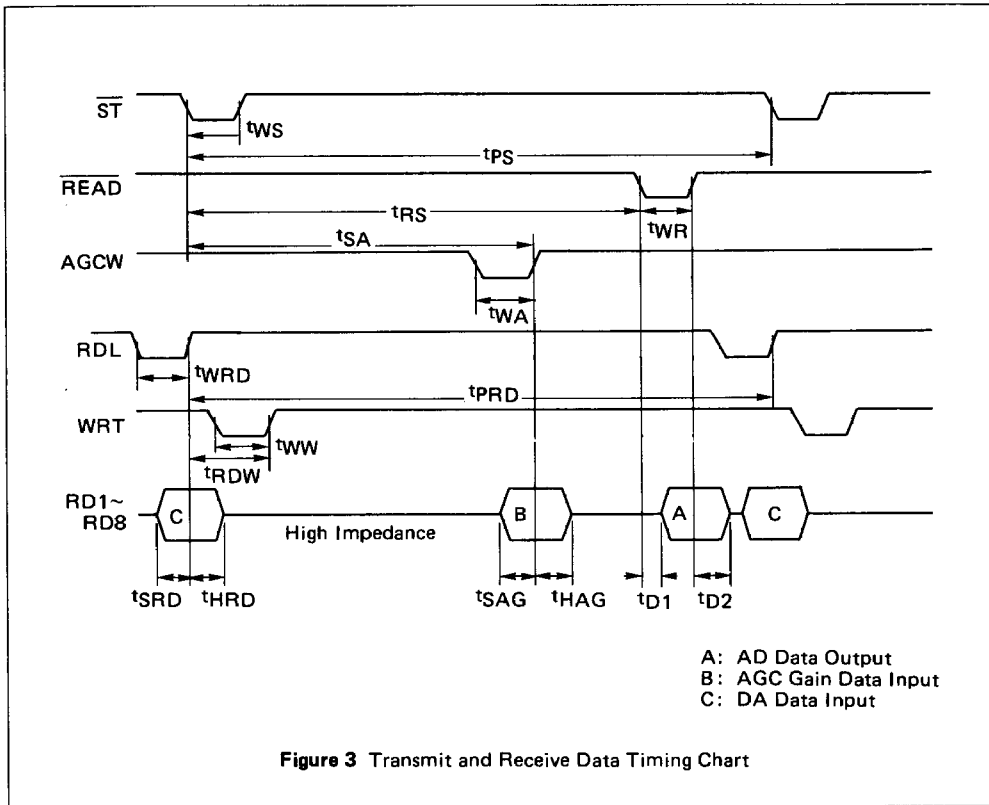 ST
tWS
tPS
READ
tRS
tWR
tSA
AGCW
tWA
RDL
tWRD
tPRD
WRT
tWW
tRDW
RD1~
RD8
C
High Impedance
B
A
C
tSRD
tHRD
tSAG
tHAG
tD1
tD2
A: AD Data Output
B: AGC Gain Data Input
C: DA Data Input
Figure 3 Transmit and Receive Data Timing Chart